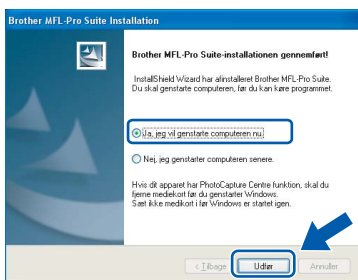 Brother MFL-Pro Suite Installation
Brother MFL-Pro Suite-installationen gennemført!
InstallShield Wizard har afinstalleret Brother MFL-Pro Suite.
Du skal genstarte computeren, før du kan køre programmet.
Ja, jeg vil genstarte computeren nu.
Nej, jeg genstarter computeren senere.
Hvis dit apparat har PhotoCapture Centre funktion, skal du
fjerne mediekort før du genstarter Windows.
Sæt ikke medikort i før Windows er startet igen.
< Tilbage Udfør Annuller